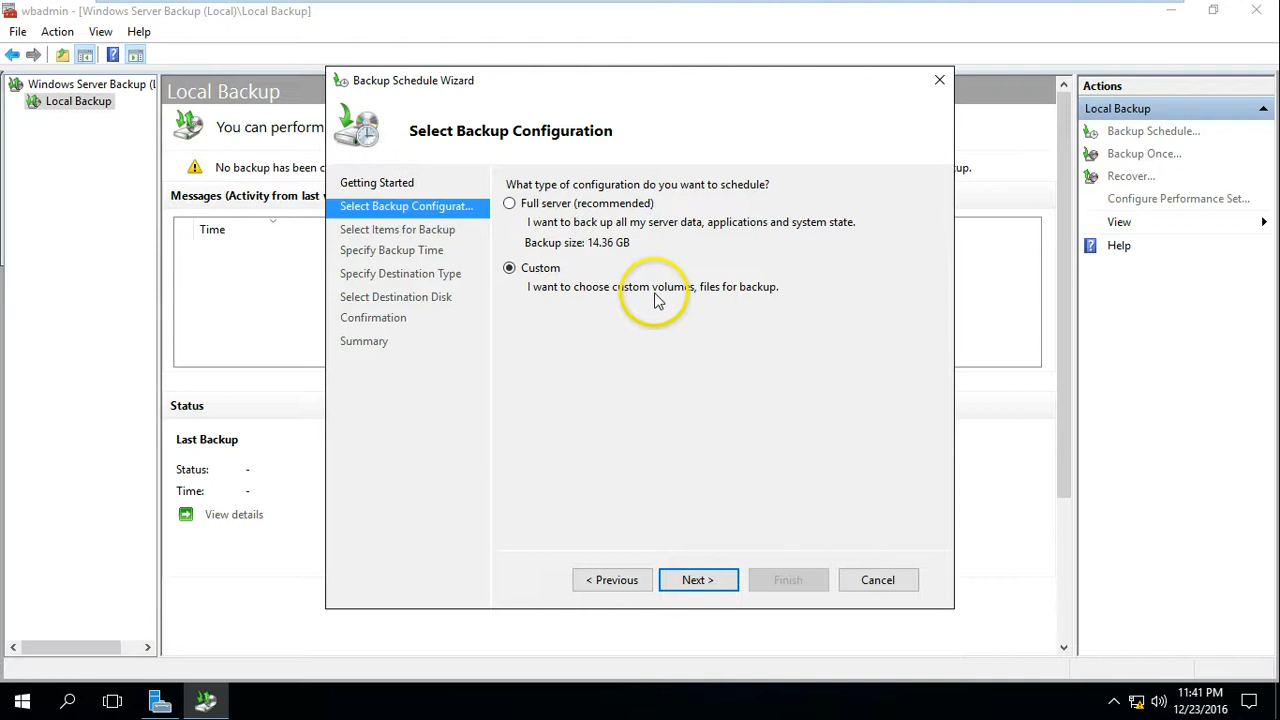 wbadmin - [Windows Server Backup (Local)\Local Backup]
File Action View Help
Windows Server Backup (L
Local Backup
Local Backup
You can perform
No backup has been c
p.
Messages (Activity from last w
Time
Status
Last Backup
Status: -
Time: -
View details
Backup Schedule Wizard
Select Backup Configuration
Getting Started
Select Backup Configurat...
Select Items for Backup
Specify Backup Time
Specify Destination Type
Select Destination Disk
Confirmation
Summary
What type of configuration do you want to schedule?
Full server (recommended)
I want to back up all my server data, applications and system state.
Backup size: 14.36 GB
Custom
I want to choose custom volumes, files for backup.
< Previous
Next >
Finish
Cancel
Actions
Local Backup
Backup Schedule...
Backup Once...
Recover...
Configure Performance Set...
View
Help
11:41 PM
12/23/2016